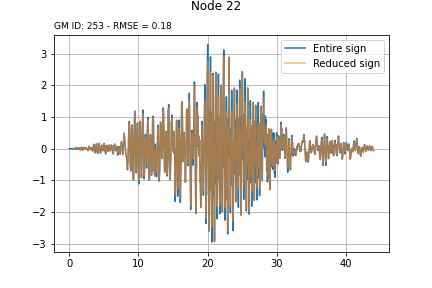 Node 22
GM ID: 253 - RMSE = 0.18
Entire sign
Reduced sign
3
2
1
0
−1
−2
−3
0 10 20 30 40